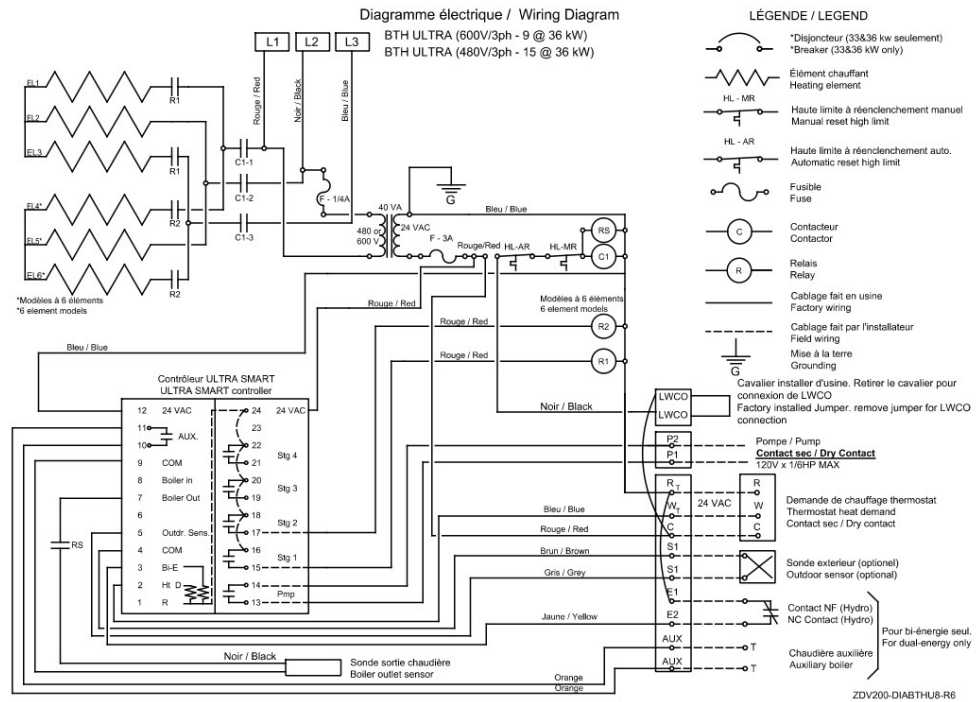 Diagramme électrique / Wiring Diagram
BTH ULTRA (600V/3ph - 9 @ 36 kW)
BTH ULTRA (480V/3ph - 15 @ 36 kW)
L1
L2
L3
Rouge / Red
Noir / Black
Bleu / Blue
EL1
R1
EL2
EL3
R1
EL4*
R2
EL5*
EL6*
R2
*Modèles à 6 éléments
*6 element models
C1-1
C1-2
C1-3
F - 1/4A
40 VA
480 or
600 V
24 VAC
F - 3A
G
Bleu / Blue
Rouge/Red
HL-AR
HL-MR
RS
C1
Rouge / Red
Modèles à 6 éléments
6 element models
Rouge / Red
R2
Rouge / Red
R1
Bleu / Blue
Noir / Black
LÉGENDE / LEGEND
*Disjoncteur (33&36 kw seulement)
*Breaker (33&36 kW only)
Élément chauffant
Heating element
HL - MR
Haute limite à réenclenchement manuel
Manual reset high limit
HL - AR
Haute limite à réenclenchement auto.
Automatic reset high limit
Fusible
Fuse
C
Contacteur
Contactor
R
Relais
Relay
Cablage fait en usine
Factory wiring
Cablage fait par l'installateur
Field wiring
Mise à la terre
Grounding
G
Contrôleur ULTRA SMART
ULTRA SMART controller
12 24 VAC
11
10
AUX.
9 COM
8 Boiler in
7 Boiler Out
6
5 Outdr. Sens.
4 COM
3 Bi-E
2 Ht D
1 R
24 24 VAC
23
22
21
Stg 4
20
19
Stg 3
18
17
Stg 2
16
15
Stg 1
14
13
Pmp
RS
Noir / Black
Sonde sortie chaudière
Boiler outlet sensor
LWCO
LWCO
Cavalier installer d'usine. Retirer le cavalier pour
connexion de LWCO
Factory installed Jumper. remove jumper for LWCO
connection
P2
P1
Pompe / Pump
Contact sec / Dry Contact
120V x 1/6HP MAX
RT
WT
C
24 VAC
R
W
C
Demande de chauffage thermostat
Thermostat heat demand
Contact sec / Dry contact
Bleu / Blue
Rouge / Red
Brun / Brown
S1
Gris / Grey
S1
Sonde exterieur (optionel)
Outdoor sensor (optional)
E1
Jaune / Yellow
E2
Contact NF (Hydro)
NC Contact (Hydro)
AUX
T
AUX
T
Chaudière auxilière
Auxiliary boiler
Pour bi-énergie seul.
For dual-energy only
Orange
Orange
ZDV200-DIABTHU8-R6